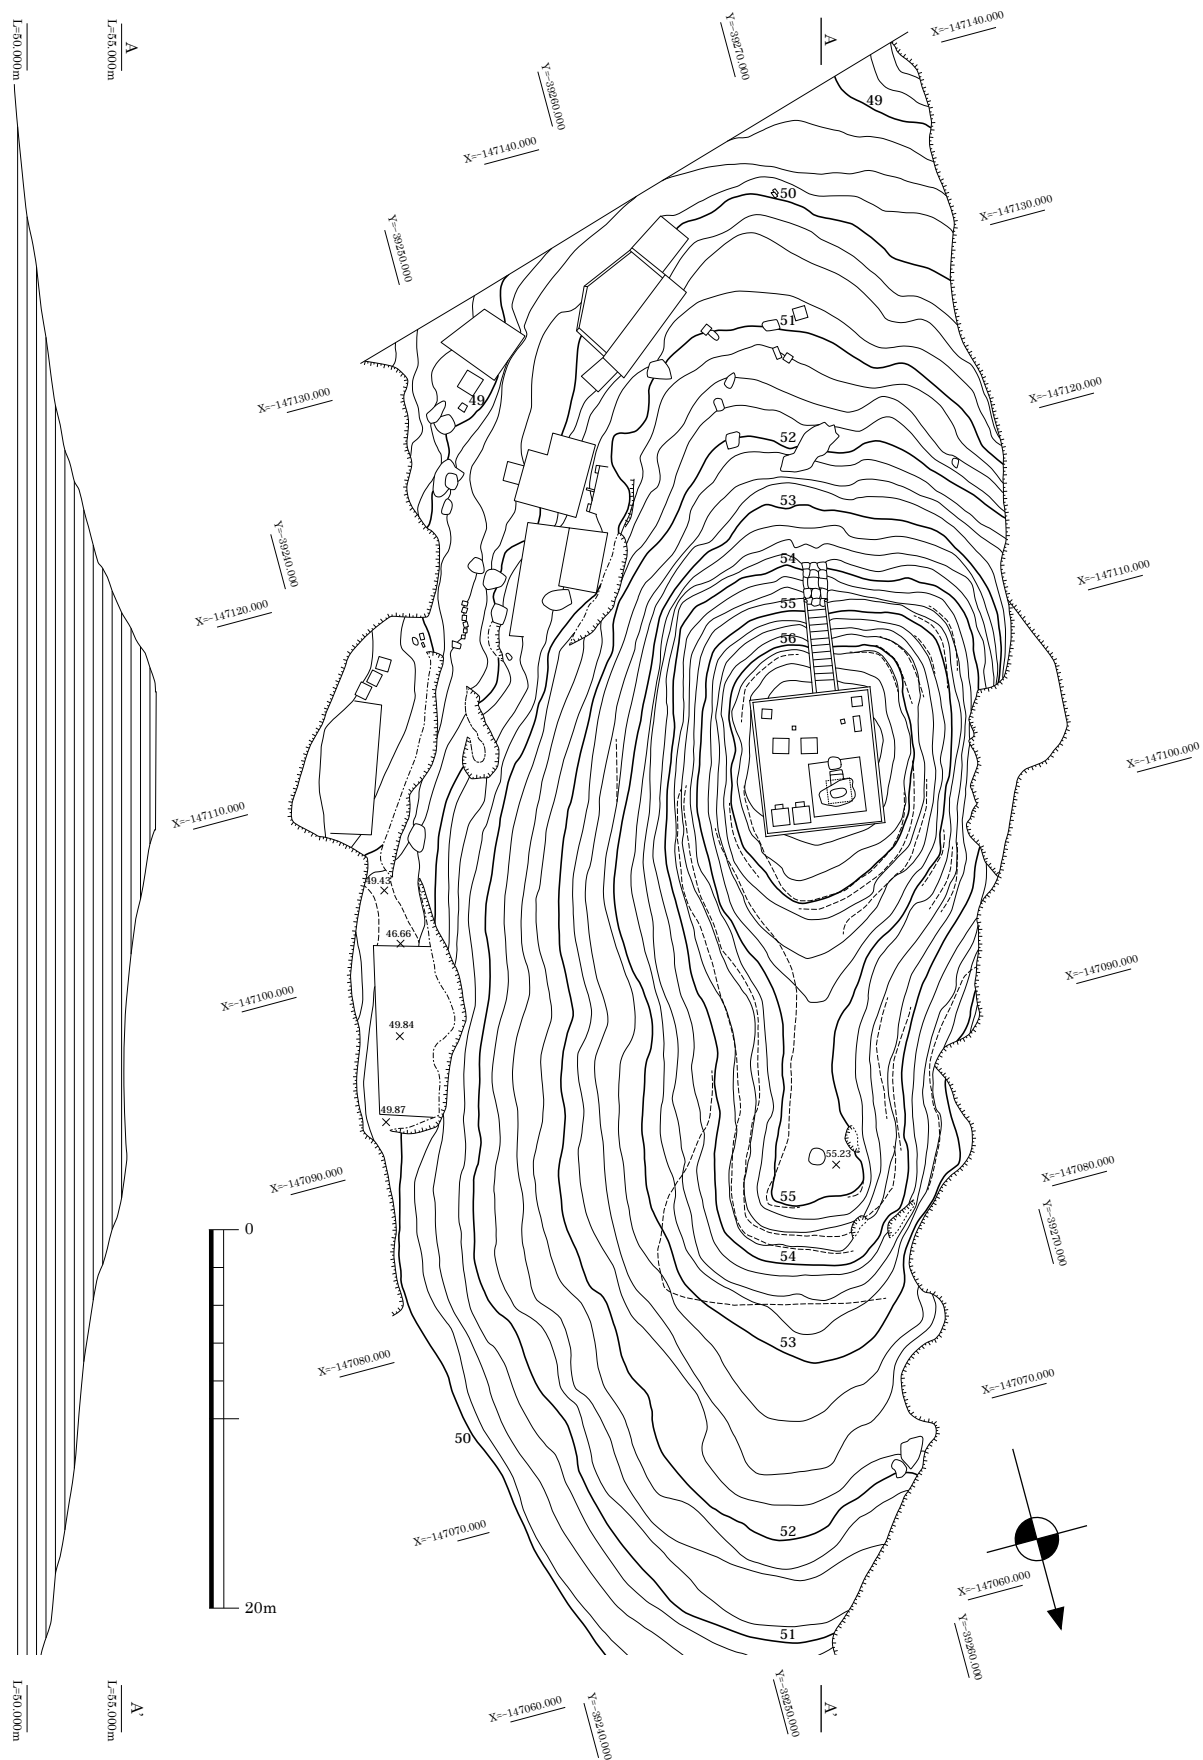 L=50.000m
L=55.000m
A
Y=-39270.000
A
X=-147140.000
Y=-39260.000
49
X=-147140.000
50
X=-147130.000
Y=-39250.000
51
X=-147130.000
49
X=-147120.000
52
53
Y=-39240.000
54
X=-147110.000
55
X=-147120.000
56
X=-147100.000
X=-147110.000
49.43
46.66
X=-147090.000
X=-147100.000
49.84
49.87
55.23
X=-147090.000
X=-147080.000
55
0
Y=-39270.000
54
53
X=-147080.000
X=-147070.000
50
X=-147070.000
52
X=-147060.000
20m
51
Y=-39260.000
L=50.000m
L=55.000m
A'
X=-147060.000
Y=-39240.000
Y=-39250.000
A'